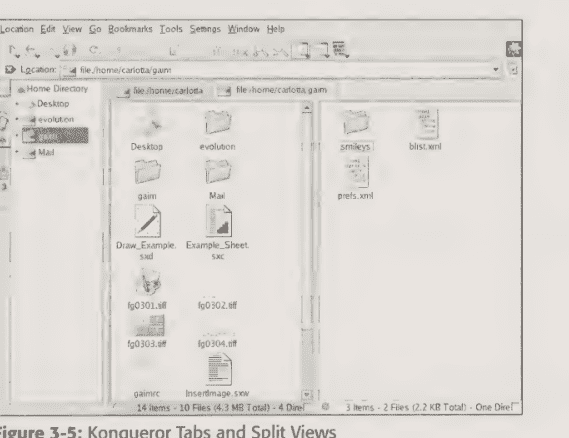 Location Edit View Go Bookmarks Tools Settings Window Help
Location: file:/home/carlotta/gaim
Home Directory
Desktop
evolution
Mail
file:/home/carlotta
file:/home/carlotta/gaim
Desktop evolution
gaim Mail
Draw_Example.sxd Example_Sheet.sxc
fg0301.tiff fg0302.tiff
fg0303.tiff fg0304.tiff
gaimrc InsertImage.sxw
smileys blist.xml
prefs.xml
14 Items - 10 Files (4.3 MB Total) - 4 Dire
3 Items - 2 Files (2.2 KB Total) - One Dire
Figure 3-5: Konqueror Tabs and Split Views